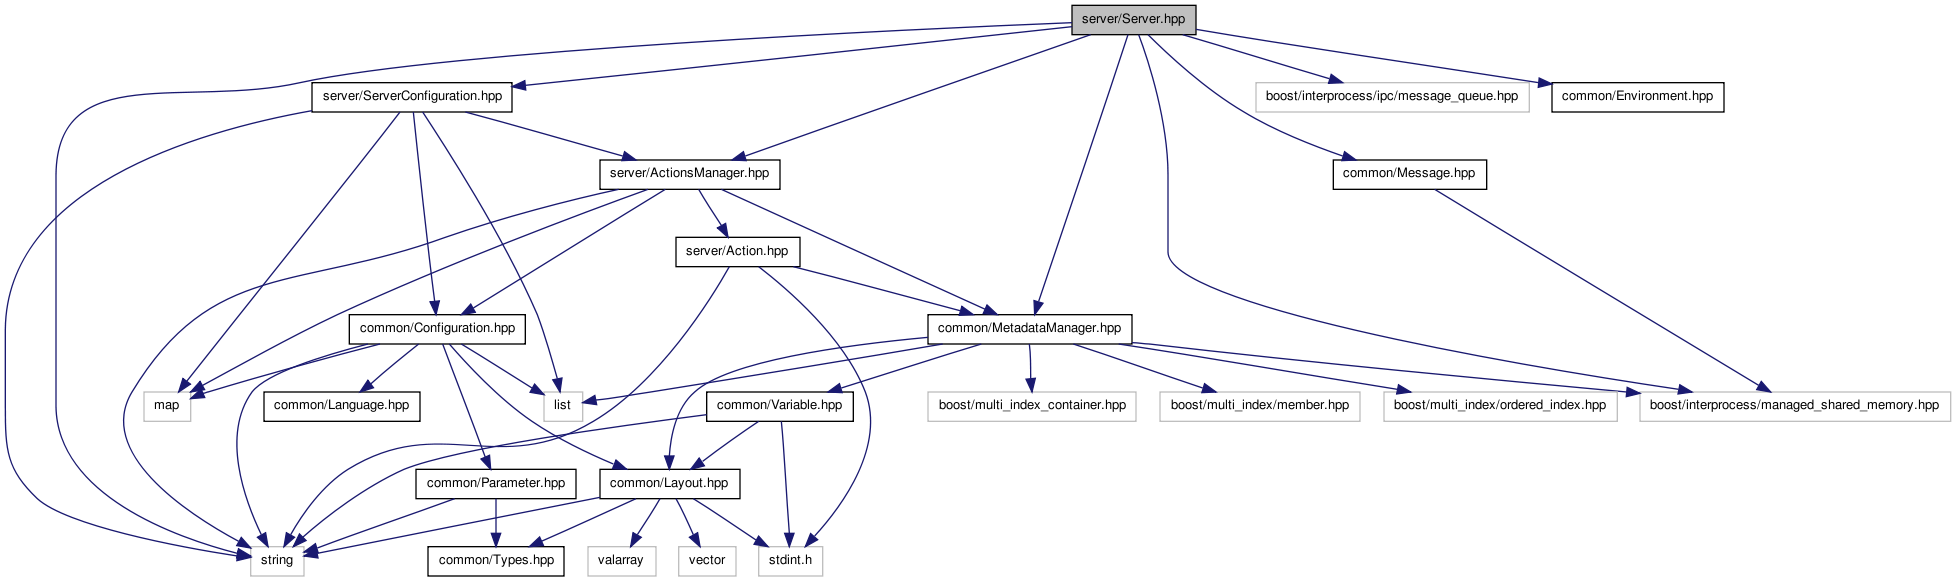 server/Server.hpp
server/ServerConfiguration.hpp
boost/interprocess/ipc/message_queue.hpp
common/Environment.hpp
server/ActionsManager.hpp
common/Message.hpp
server/Action.hpp
common/Configuration.hpp
common/MetadataManager.hpp
map
common/Language.hpp
list
common/Variable.hpp
boost/multi_index_container.hpp
boost/multi_index/member.hpp
boost/multi_index/ordered_index.hpp
boost/interprocess/managed_shared_memory.hpp
common/Parameter.hpp
common/Layout.hpp
string
common/Types.hpp
valarray
vector
stdint.h